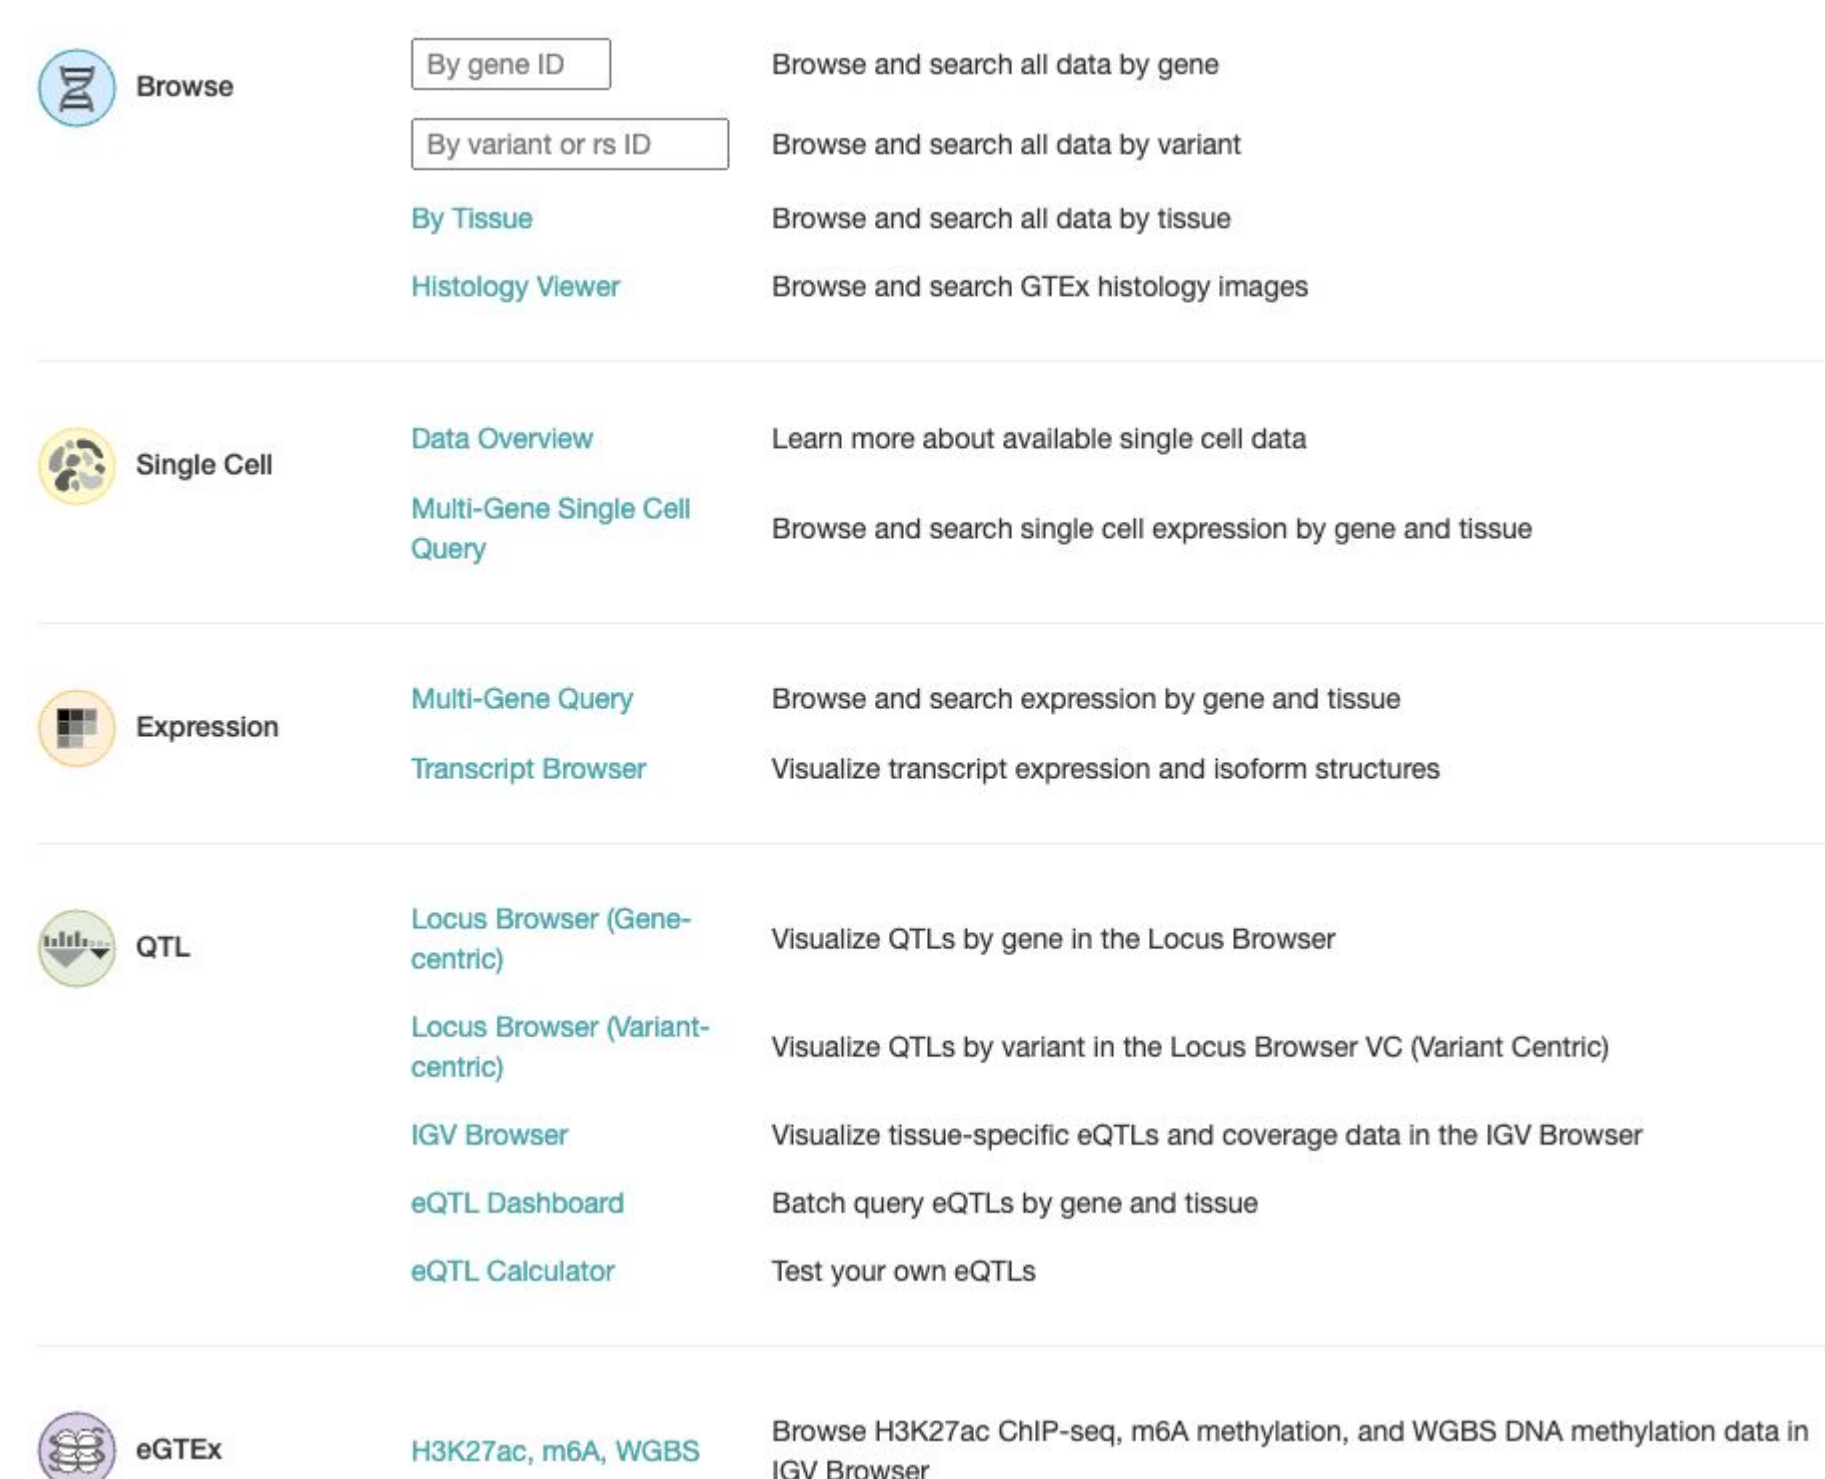 Browse
By gene ID
Browse and search all data by gene
By variant or rs ID
Browse and search all data by variant
By Tissue
Browse and search all data by tissue
Histology Viewer
Browse and search GTEx histology images
Single Cell
Data Overview
Learn more about available single cell data
Multi-Gene Single Cell
Query
Browse and search single cell expression by gene and tissue
Expression
Multi-Gene Query
Browse and search expression by gene and tissue
Transcript Browser
Visualize transcript expression and isoform structures
QTL
Locus Browser (Gene-
centric)
Visualize QTLs by gene in the Locus Browser
Locus Browser (Variant-
centric)
Visualize QTLs by variant in the Locus Browser VC (Variant Centric)
IGV Browser
Visualize tissue-specific eQTLs and coverage data in the IGV Browser
eQTL Dashboard
Batch query eQTLs by gene and tissue
eQTL Calculator
Test your own eQTLs
eGTEx
H3K27ac, m6A, WGBS
Browse H3K27ac ChIP-seq, m6A methylation, and WGBS DNA methylation data in
IGV Browser